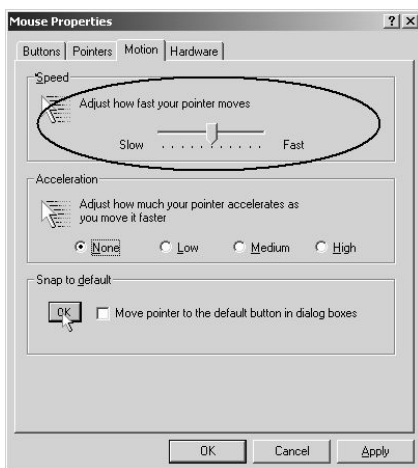 Mouse Properties
Buttons Pointers Motion Hardware
Speed
Adjust how fast your pointer moves
Slow Fast
Acceleration
Adjust how much your pointer accelerates as
you move it faster
None Low Medium High
Snap to default
OK Move pointer to the default button in dialog boxes
OK Cancel Apply